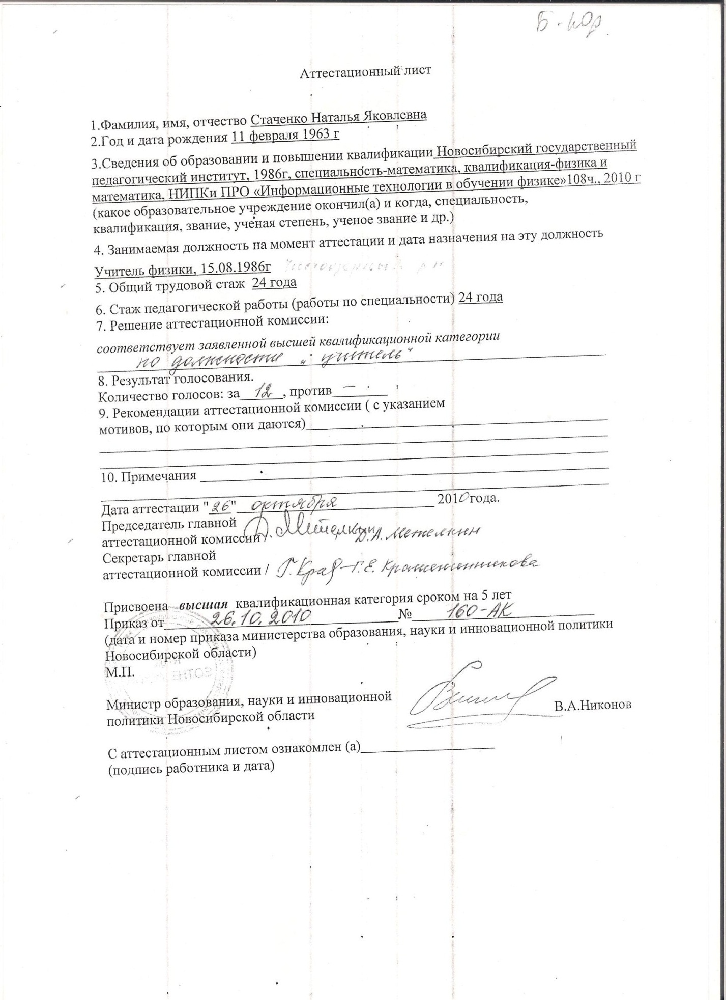 Б-Юр
Аттестационный лист
1.Фамилия, имя, отчество Стаченко Наталья Яковлевна
2.Год и дата рождения 11 февраля 1963 г
3.Сведения об образовании и повышении квалификации Новосибирский государственный
педагогический институт, 1986г, специальность-математика, квалификация-физика и
математика, НИПКи ПРО «Информационные технологии в обучении физике»108ч., 2010 г
(какое образовательное учреждение окончил(а) и когда, специальность,
квалификация, звание, учёная степень, ученое звание и др.)
4. Занимаемая должность на момент аттестации и дата назначения на эту должность
Учитель физики, 15.08.1986г
5. Общий трудовой стаж 24 года
6. Стаж педагогической работы (работы по специальности) 24 года
7. Решение аттестационной комиссии:
соответствует заявленной высшей квалификационной категории
по должности „учитель"
8. Результат голосования.
Количество голосов: за 12, против —
9. Рекомендации аттестационной комиссии ( с указанием
мотивов, по которым они даются)
10. Примечания
Дата аттестации "26" октября 2010 года.
Председатель главной
аттестационной комиссии / Д. Метелкин Д.А. Метелкин
Секретарь главной
аттестационной комиссии / Г.Е. Крашенинникова
Присвоена высшая квалификационная категория сроком на 5 лет
Приказ от 26.10.2010 № 160-АК
(дата и номер приказа министерства образования, науки и инновационной политики
Новосибирской области)
М.П.
Министр образования, науки и инновационной
политики Новосибирской области В.А.Никонов
С аттестационным листом ознакомлен (а)
(подпись работника и дата)